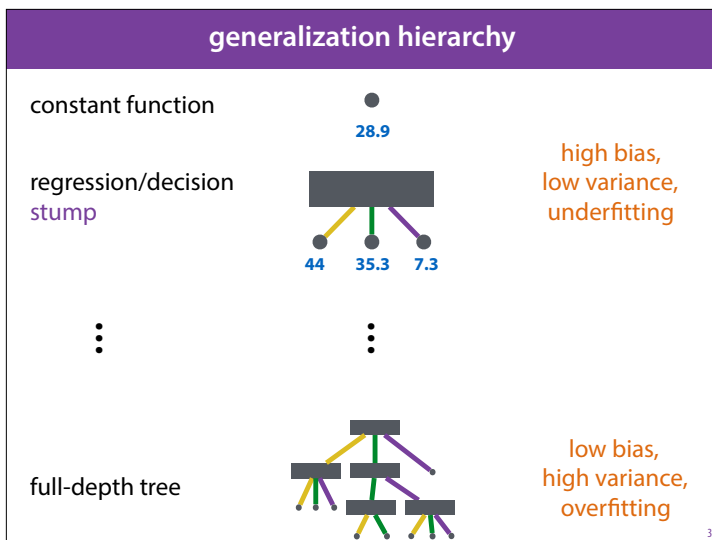 generalization hierarchy
constant function
28.9
regression/decision
stump
44 35.3 7.3
high bias,
low variance,
underfitting
full-depth tree
low bias,
high variance,
overfitting
3